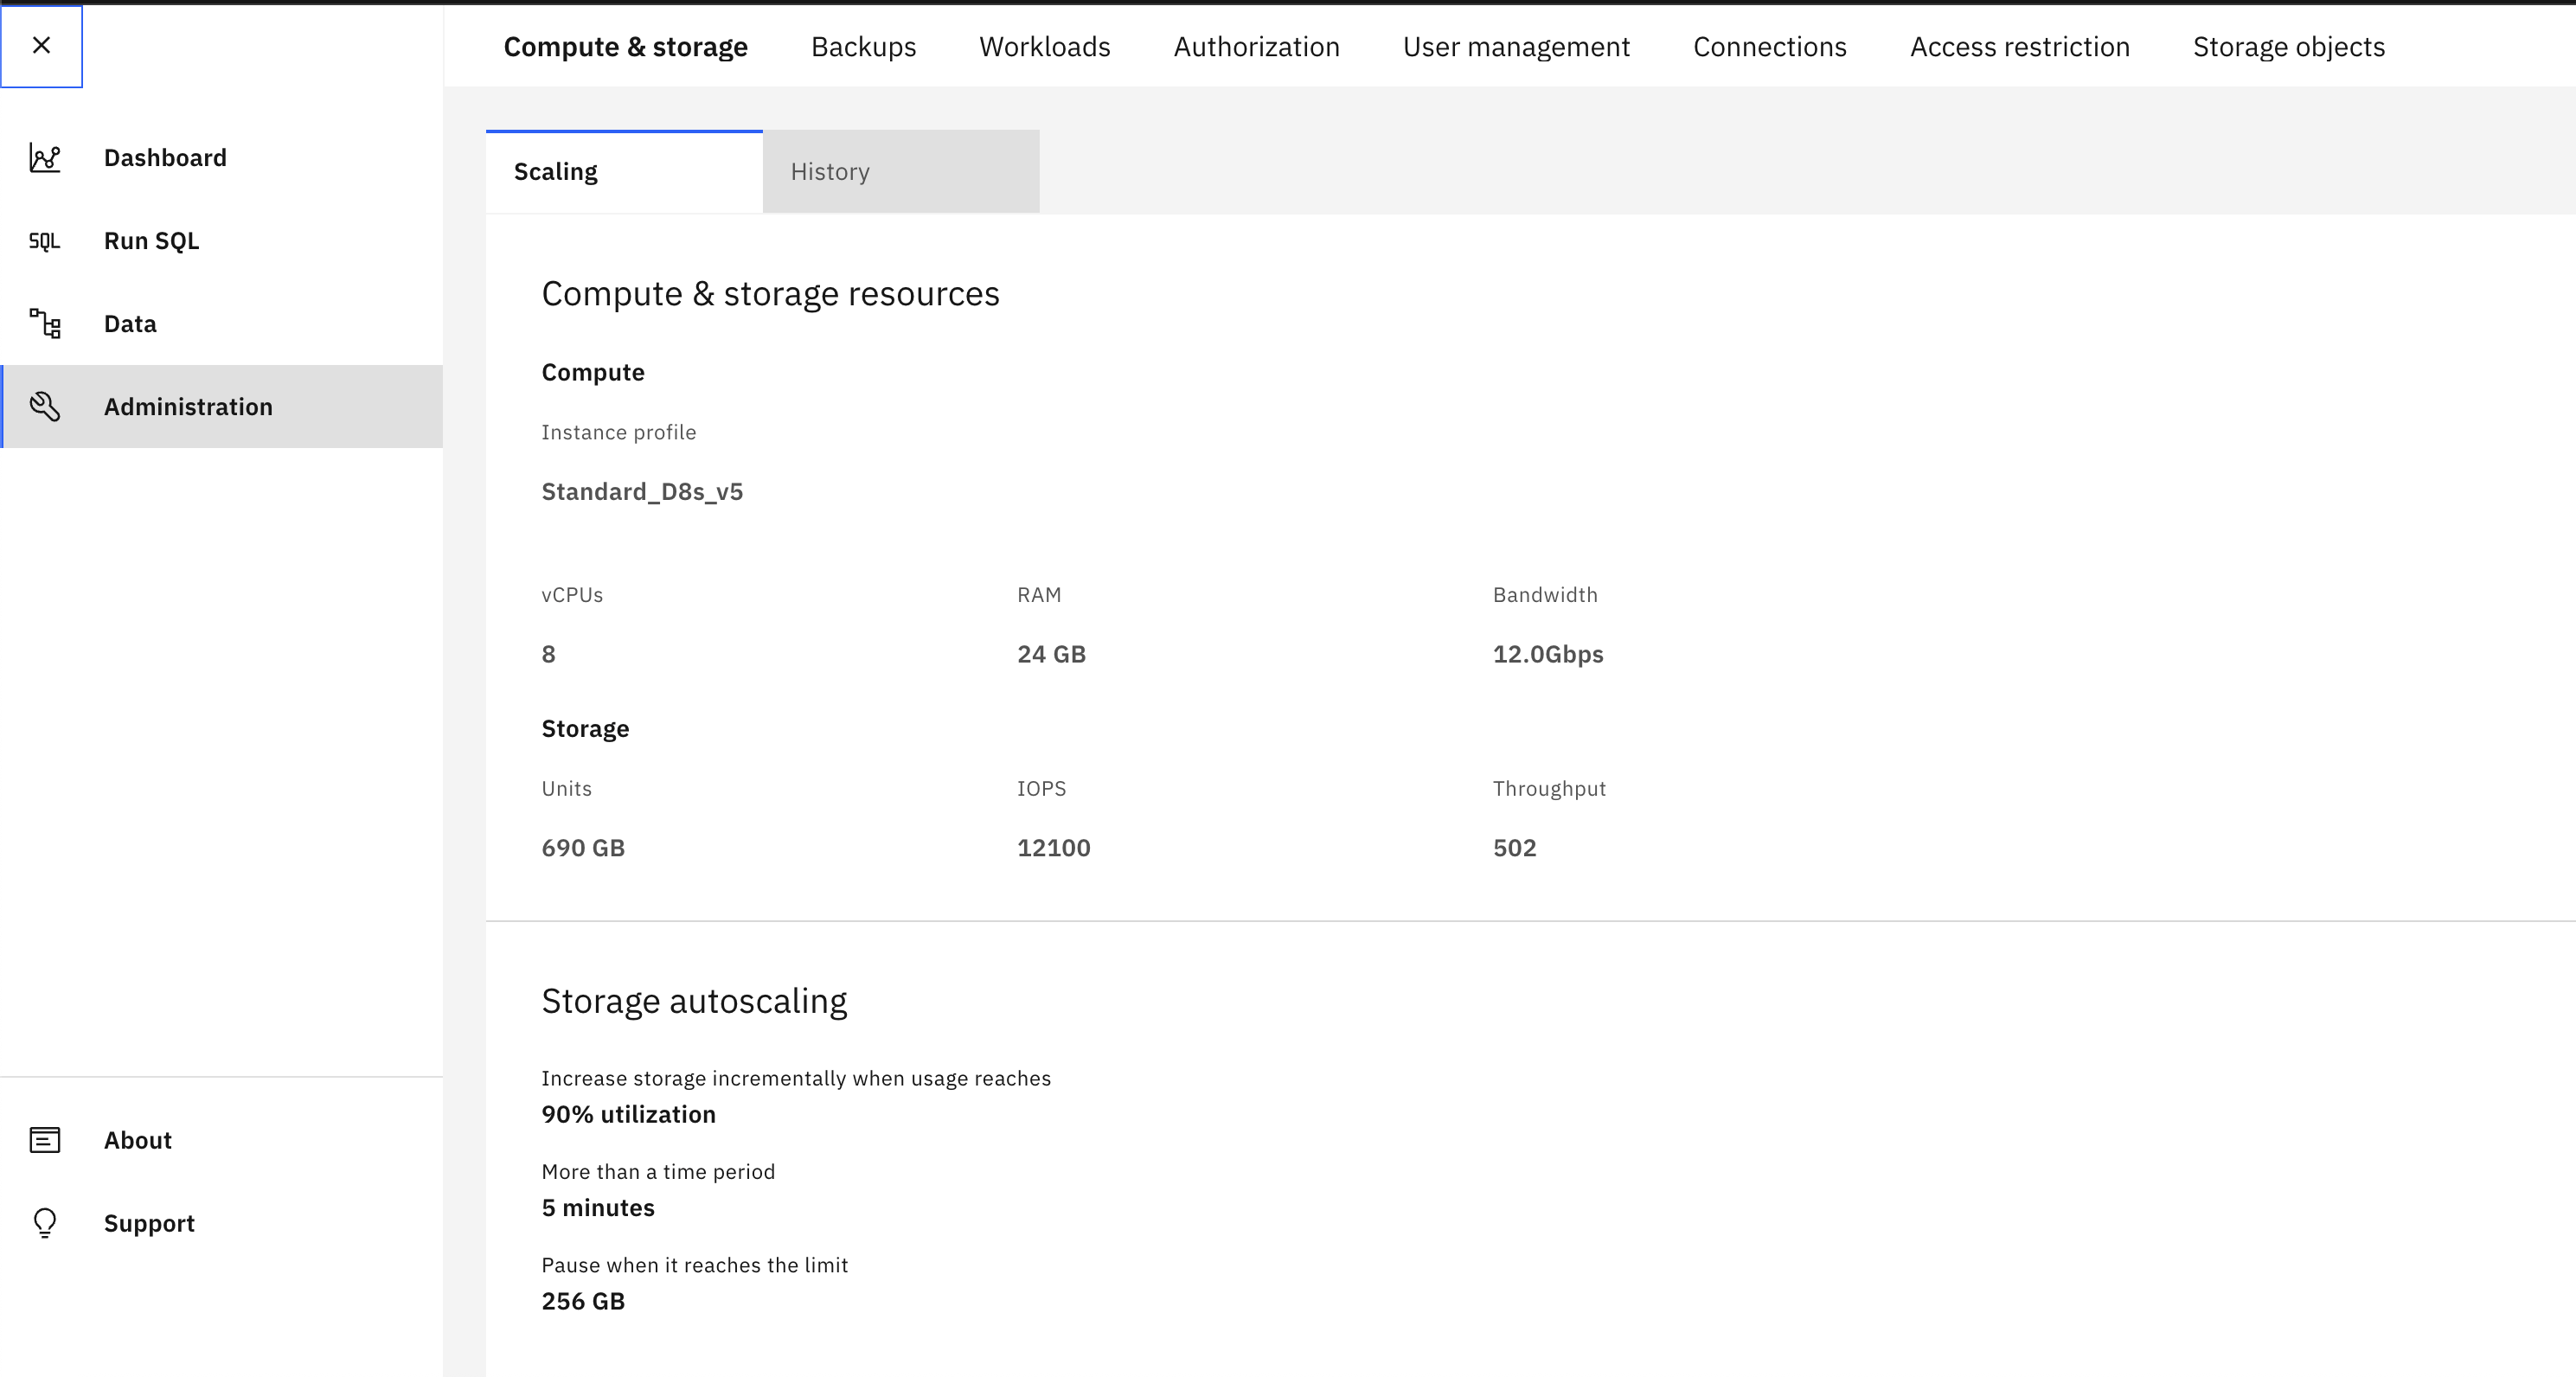 Compute & storage Backups Workloads Authorization User management Connections Access restriction Storage objects
Dashboard
SQL Run SQL
Data
Administration
About
Support
Scaling History
Compute & storage resources
Compute
Instance profile
Standard_D8s_v5
vCPUs RAM Bandwidth
8 24 GB 12.0Gbps
Storage
Units IOPS Throughput
690 GB 12100 502
Storage autoscaling
Increase storage incrementally when usage reaches
90% utilization
More than a time period
5 minutes
Pause when it reaches the limit
256 GB